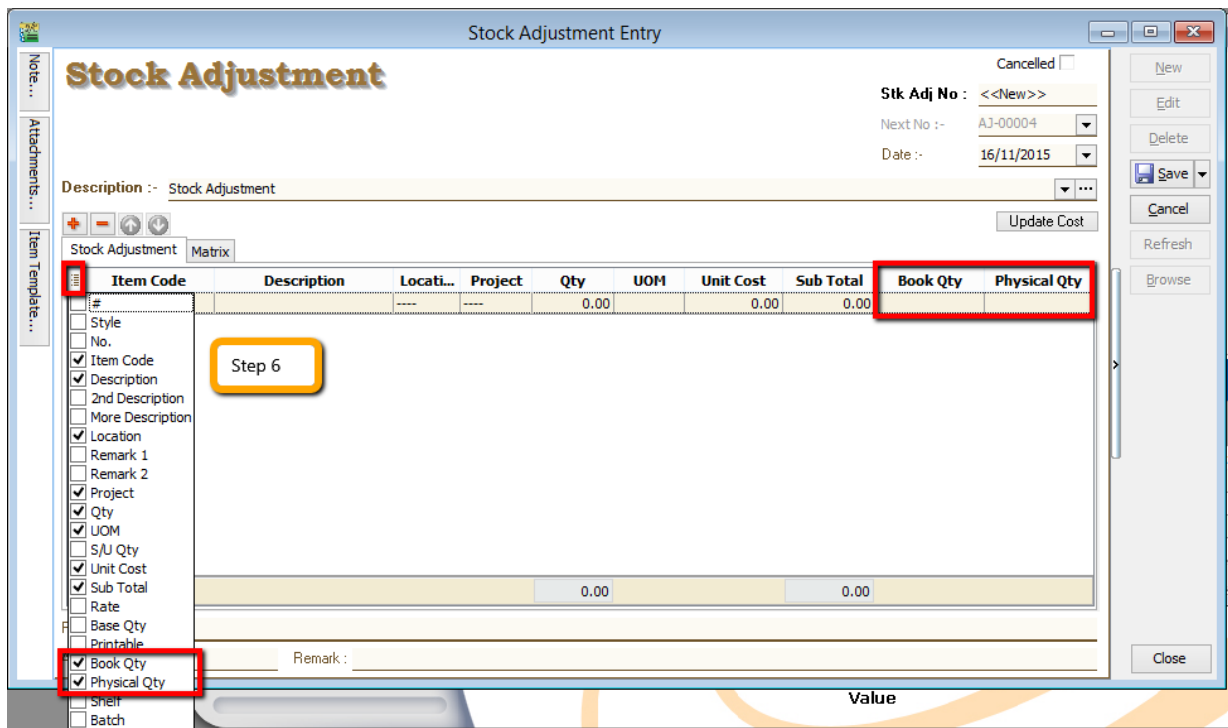 Stock Adjustment Entry
Note...
Attachments...
Item Template...
Stock Adjustment
Cancelled
Stk Adj No : <<New>>
Next No :- AJ-00004
Date :- 16/11/2015
Description :- Stock Adjustment
Update Cost
Stock Adjustment Matrix
Item Code Description Locati... Project Qty UOM Unit Cost Sub Total Book Qty Physical Qty
---- ---- 0.00 0.00 0.00
#
Style
No.
Item Code
Description
2nd Description
More Description
Location
Remark 1
Remark 2
Project
Qty
UOM
S/U Qty
Unit Cost
Sub Total
Rate
Base Qty
Printable
Book Qty
Physical Qty
Shelf
Batch
Step 6
0.00 0.00
Remark :
New
Edit
Delete
Save
Cancel
Refresh
Browse
Close
Value